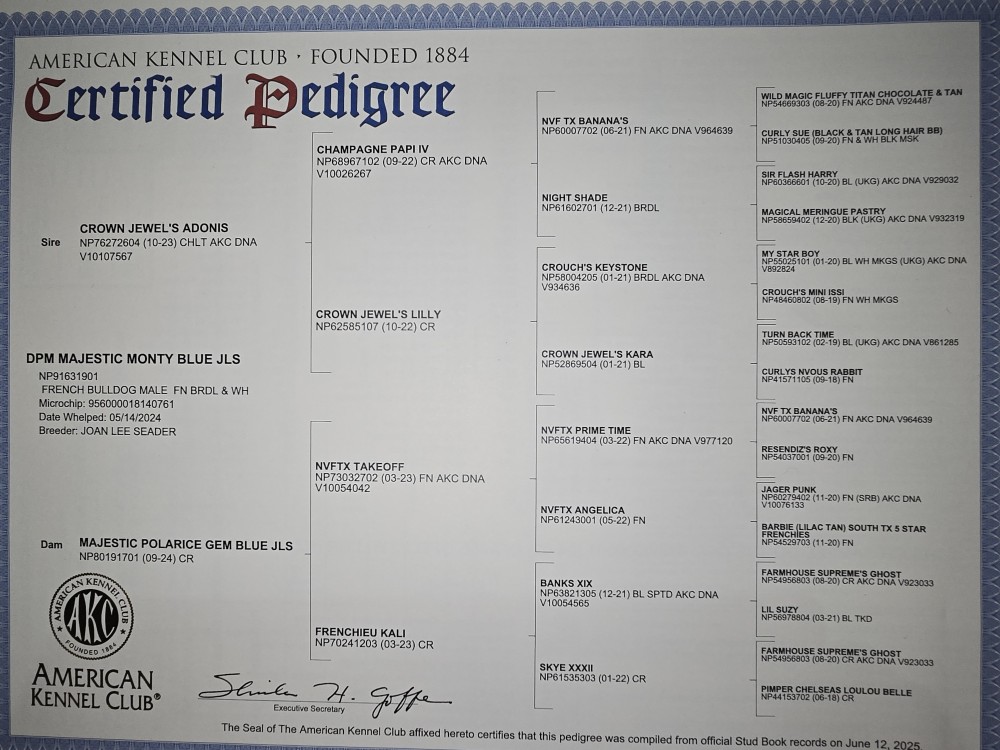 AMERICAN KENNEL CLUB · FOUNDED 1884
Certified Pedigree
Sire
CROWN JEWEL'S ADONIS
NP76272604 (10-23) CHLT AKC DNA
V10107567
DPM MAJESTIC MONTY BLUE JLS
NP91631901
FRENCH BULLDOG MALE FN BRDL & WH
Microchip: 956000018140761
Date Whelped: 05/14/2024
Breeder: JOAN LEE SEADER
Dam
MAJESTIC POLARICE GEM BLUE JLS
NP80191701 (09-24) CR
CHAMPAGNE PAPI IV
NP68967102 (09-22) CR AKC DNA
V10026267
CROWN JEWEL'S LILLY
NP62585107 (10-22) CR
NVFTX TAKEOFF
NP73032702 (03-23) FN AKC DNA
V10054042
FRENCHIEU KALI
NP70241203 (03-23) CR
NVF TX BANANA'S
NP60007702 (06-21) FN AKC DNA V964639
NIGHT SHADE
NP61602701 (12-21) BRDL
CROUCH'S KEYSTONE
NP58004205 (01-21) BRDL AKC DNA
V934636
CROWN JEWEL'S KARA
NP52869504 (01-21) BL
NVFTX PRIME TIME
NP65619404 (03-22) FN AKC DNA V977120
NVFTX ANGELICA
NP61243001 (05-22) FN
BANKS XIX
NP63821305 (12-21) BL SPTD AKC DNA
V10054565
SKYE XXXII
NP61535303 (01-22) CR
WILD MAGIC FLUFFY TITAN CHOCOLATE & TAN
NP54669303 (08-20) FN AKC DNA V924487
CURLY SUE (BLACK & TAN LONG HAIR BB)
NP51030405 (09-20) FN & WH BLK MSK
SIR FLASH HARRY
NP60366601 (10-20) BL (UKG) AKC DNA V929032
MAGICAL MERINGUE PASTRY
NP58659402 (12-20) BLK (UKG) AKC DNA V932319
MY STAR BOY
NP55025101 (01-20) BL WH MKGS (UKG) AKC DNA
V892824
CROUCH'S MINI ISSI
NP48460802 (08-19) FN WH MKGS
TURN BACK TIME
NP50593102 (02-19) BL (UKG) AKC DNA V861285
CURLYS NVOUS RABBIT
NP41571105 (09-18) FN
NVF TX BANANA'S
NP60007702 (06-21) FN AKC DNA V964639
RESENDIZ'S ROXY
NP54037001 (09-20) FN
JAGER PUNK
NP60279402 (11-20) FN (SRB) AKC DNA
V10076133
BARBIE (LILAC TAN) SOUTH TX 5 STAR
FRENCHIES
NP54529703 (11-20) FN
FARMHOUSE SUPREME'S GHOST
NP54956803 (08-20) CR AKC DNA V923033
LIL SUZY
NP56978804 (03-21) BL TKD
FARMHOUSE SUPREME'S GHOST
NP54956803 (08-20) CR AKC DNA V923033
PIMPER CHELSEAS LOULOU BELLE
NP44153702 (06-18) CR
AMERICAN KENNEL CLUB
AKC
FOUNDED 1884
AMERICAN
KENNEL CLUB®
Executive Secretary
The Seal of The American Kennel Club affixed hereto certifies that this pedigree was compiled from official Stud Book records on June 12, 2025